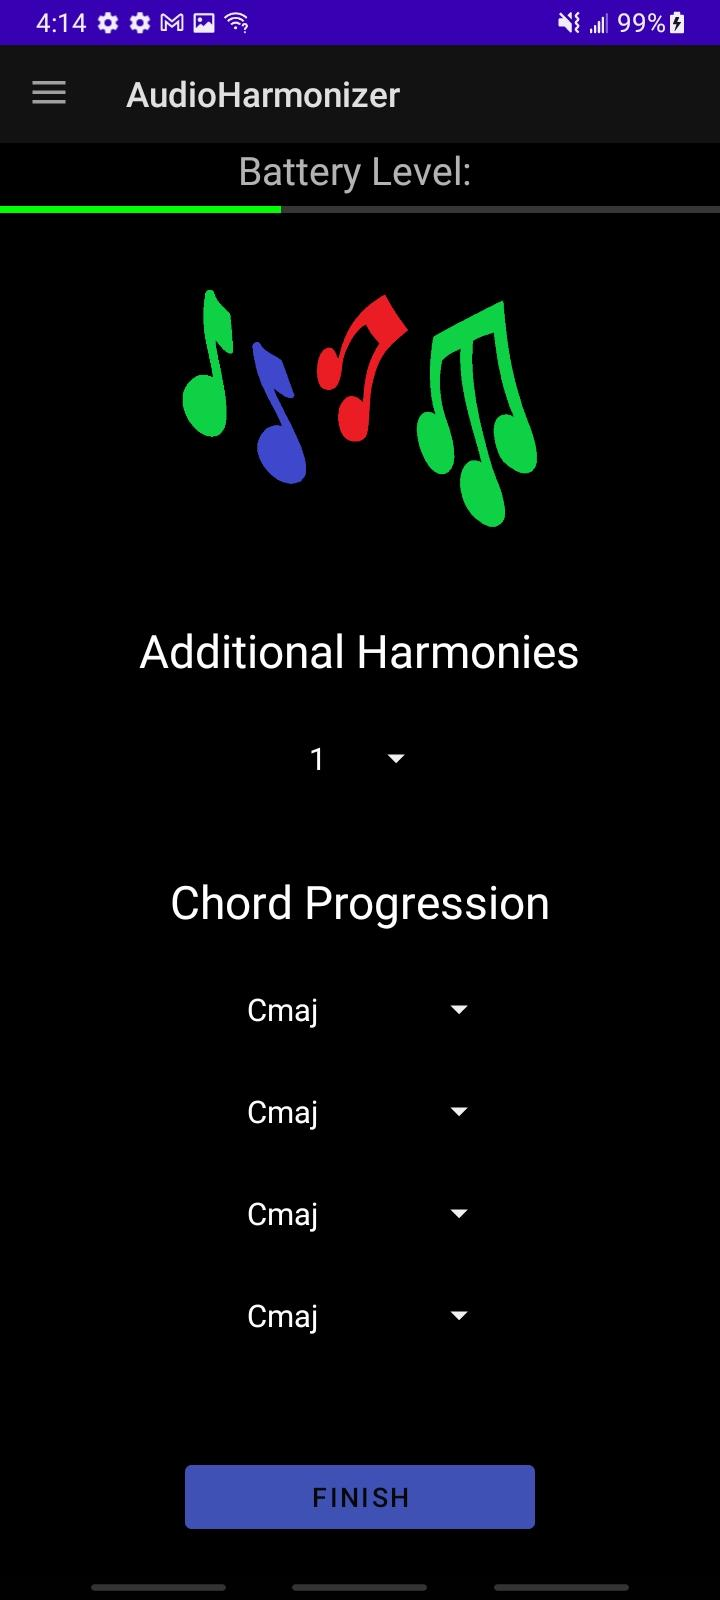 4:14 99%
AudioHarmonizer
Battery Level:
Additional Harmonies
1
Chord Progression
Cmaj
Cmaj
Cmaj
Cmaj
FINISH